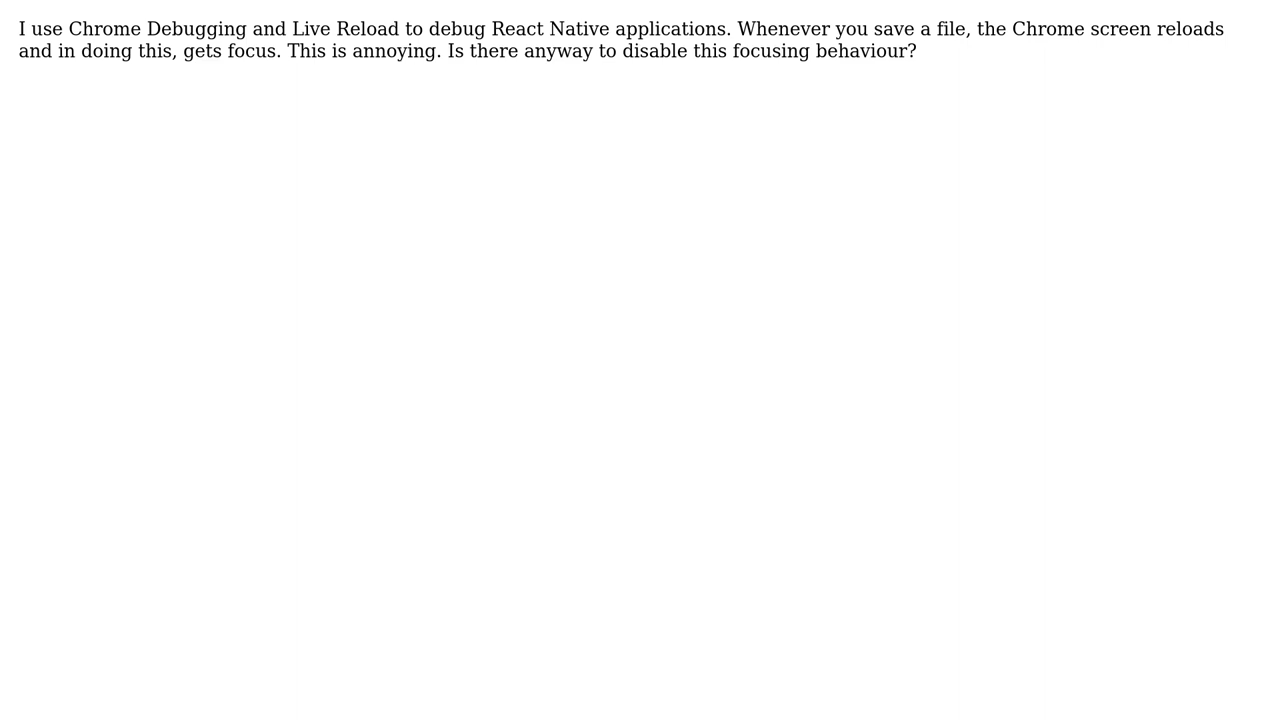 I use Chrome Debugging and Live Reload to debug React Native applications. Whenever you save a file, the Chrome screen reloads
and in doing this, gets focus. This is annoying. Is there anyway to disable this focusing behaviour?